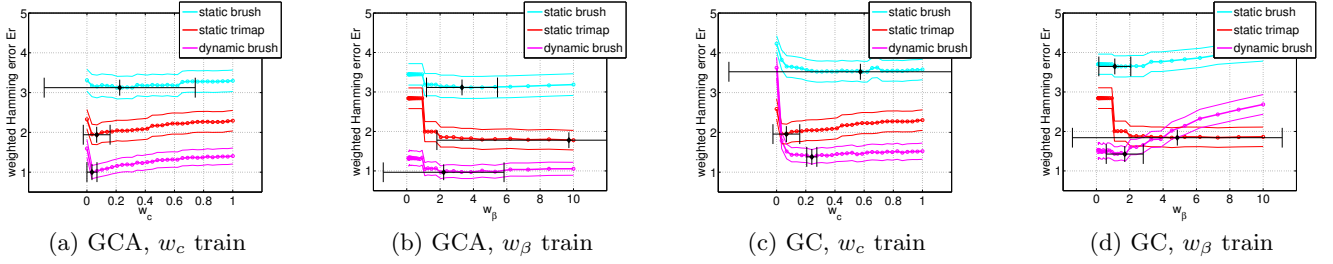 weighted Hamming error Er
5
4
3
2
1
0 0.2 0.4 0.6 0.8 1
w_c
static brush
static trimap
dynamic brush
(a) GCA, w_c train
weighted Hamming error Er
5
4
3
2
1
0 2 4 6 8 10
w_β
static brush
static trimap
dynamic brush
(b) GCA, w_β train
weighted Hamming error Er
5
4
3
2
1
0 0.2 0.4 0.6 0.8 1
w_c
static brush
static trimap
dynamic brush
(c) GC, w_c train
weighted Hamming error Er
5
4
3
2
1
0 2 4 6 8 10
w_β
static brush
static trimap
dynamic brush
(d) GC, w_β train